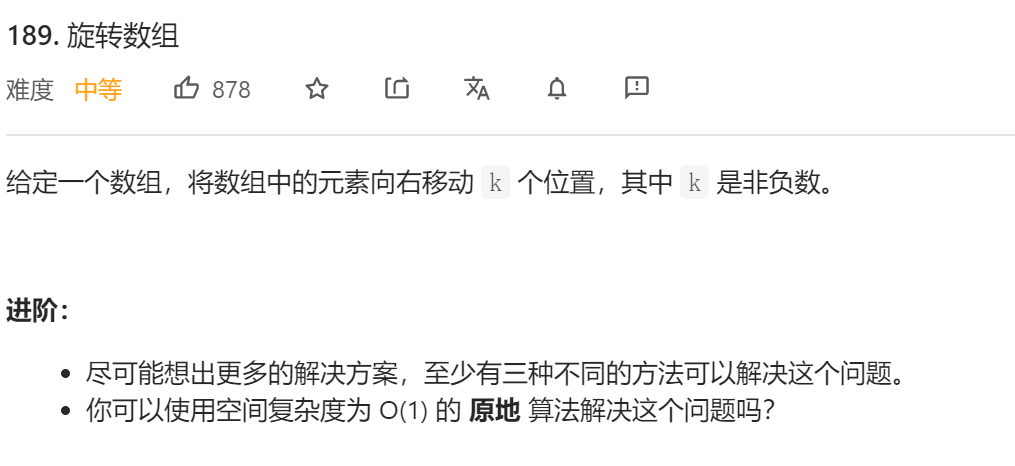 189. 旋转数组
难度 中等 878
给定一个数组，将数组中的元素向右移动 k 个位置，其中 k 是非负数。
进阶：
• 尽可能想出更多的解决方案，至少有三种不同的方法可以解决这个问题。
• 你可以使用空间复杂度为 O(1) 的 原地 算法解决这个问题吗？